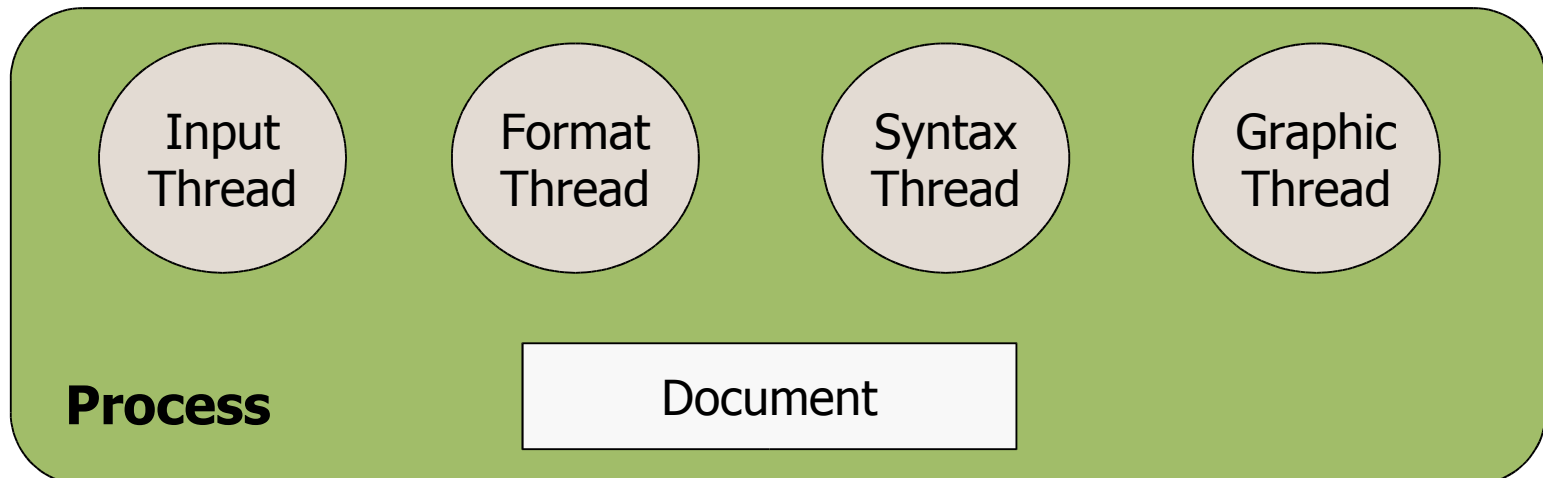 Input
Thread
Format
Thread
Syntax
Thread
Graphic
Thread
Process
Document